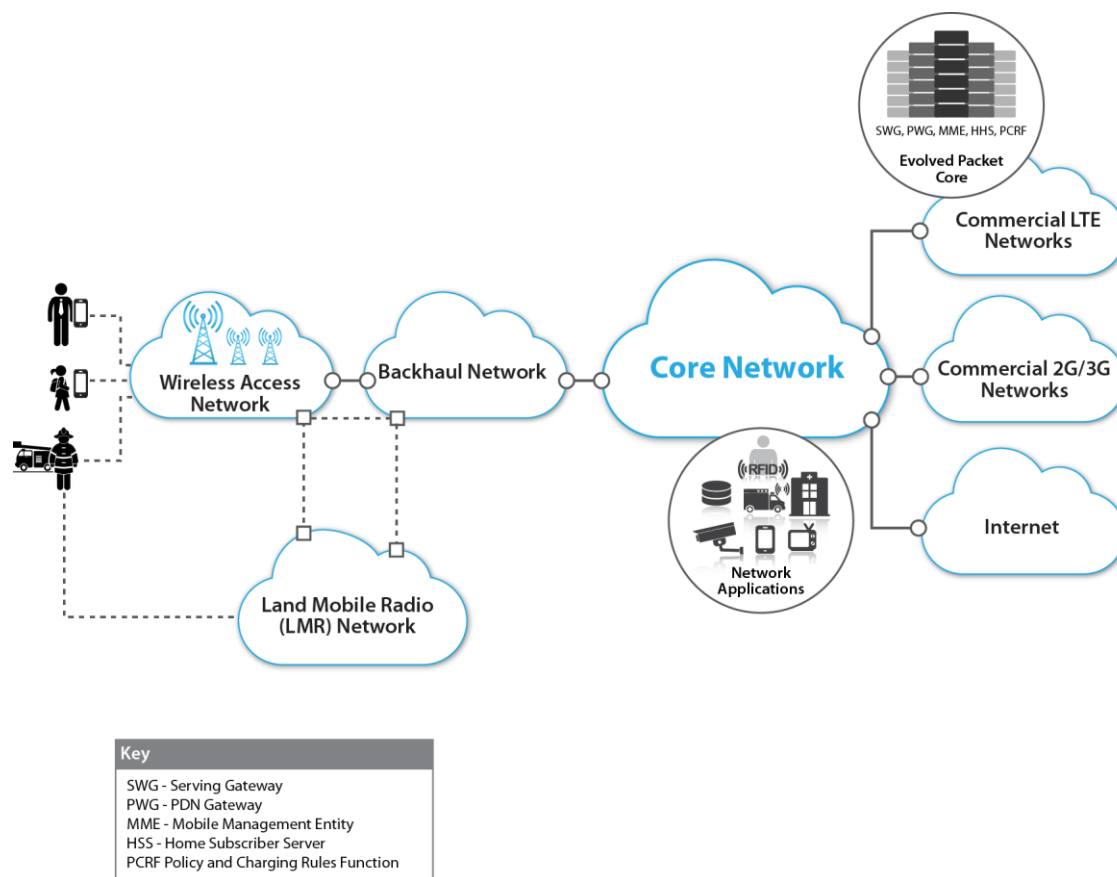 SWG, PWG, MME, HHS, PCRF
Evolved Packet
Core
Commercial LTE
Networks
Wireless Access
Network
Backhaul Network
Core Network
Commercial 2G/3G
Networks
RFID
Network
Applications
Internet
Land Mobile Radio
(LMR) Network
Key
SWG - Serving Gateway
PWG - PDN Gateway
MME - Mobile Management Entity
HSS - Home Subscriber Server
PCRF Policy and Charging Rules Function